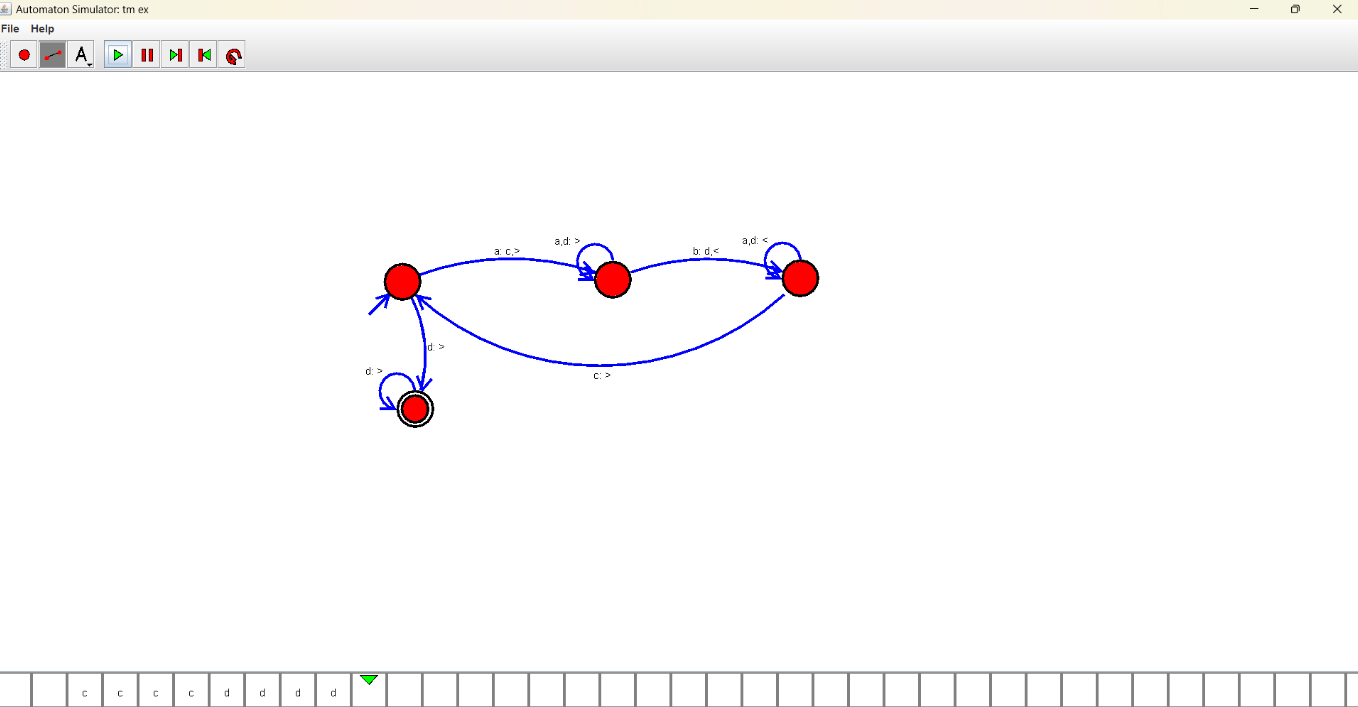 Automaton Simulator: tm ex
File Help
A
a,d: >
a: c,>
b: d,<
a,d: <
d: >
d: >
c: >
c c c c d d d d